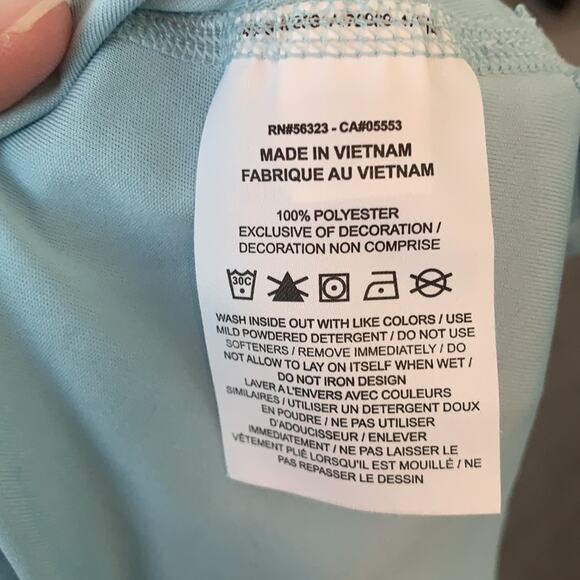 RN#56323 - CA#05553
MADE IN VIETNAM
FABRIQUE AU VIETNAM
100% POLYESTER
EXCLUSIVE OF DECORATION /
DECORATION NON COMPRISE
30C
WASH INSIDE OUT WITH LIKE COLORS / USE
MILD POWDERED DETERGENT / DO NOT USE
SOFTENERS / REMOVE IMMEDIATELY / DO
NOT ALLOW TO LAY ON ITSELF WHEN WET /
DO NOT IRON DESIGN
LAVER À L'ENVERS AVEC COULEURS
SIMILAIRES / UTILISER UN DETERGENT DOUX
EN POUDRE / NE PAS UTILISER
D'ADOUCISSEUR / ENLEVER
IMMEDIATEMENT / NE PAS LAISSER LE
VÊTEMENT PLIÉ LORSQU'IL EST MOUILLÉ / NE
PAS REPASSER LE DESSIN